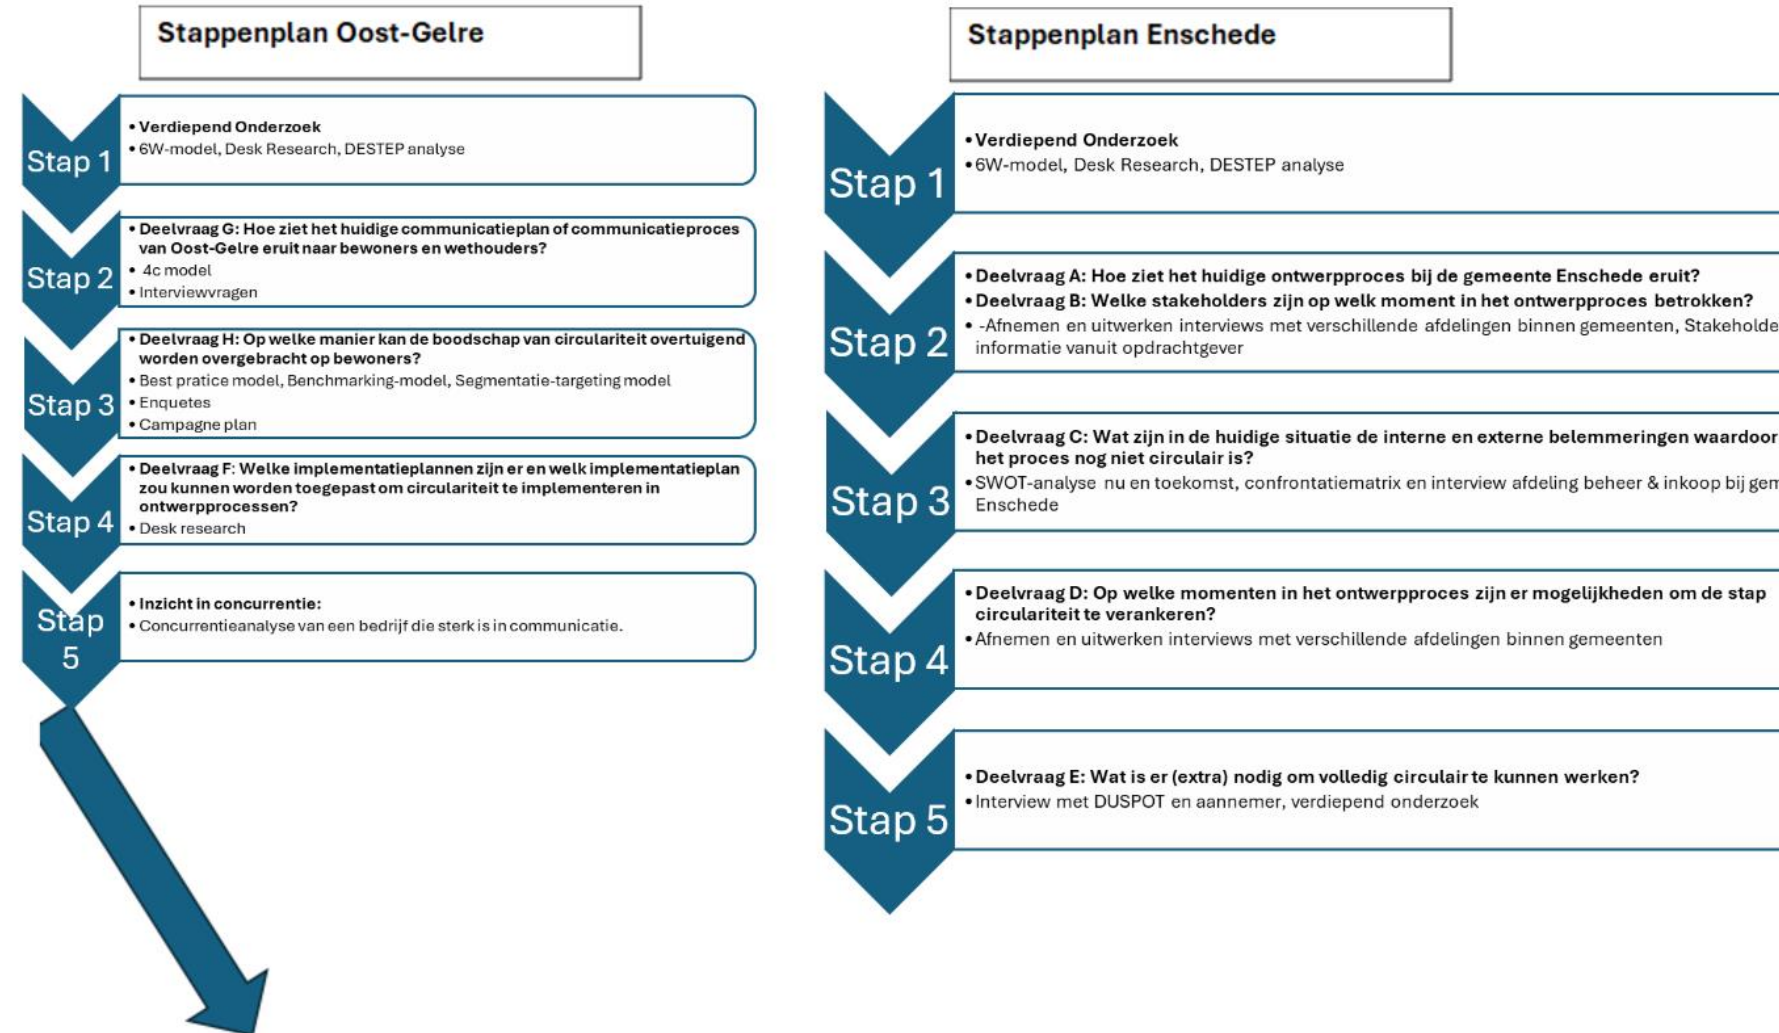 Stappenplan Oost-Gelre
Stap 1
• Verdiepend Onderzoek
• 6W-model, Desk Research, DESTEP analyse
Stap 2
• Deelvraag G: Hoe ziet het huidige communicatieplan of communicatieproces
van Oost-Gelre eruit naar bewoners en wethouders?
• 4c model
• Interviewvragen
Stap 3
• Deelvraag H: Op welke manier kan de boodschap van circulariteit overtuigend
worden overgebracht op bewoners?
• Best pratice model, Benchmarking-model, Segmentatie-targeting model
• Enquetes
• Campagne plan
Stap 4
• Deelvraag F: Welke implementatieplannen zijn er en welk implementatieplan
zou kunnen worden toegepast om circulariteit te implementeren in
ontwerpprocessen?
• Desk research
Stap
5
• Inzicht in concurrentie:
• Concurrentieanalyse van een bedrijf die sterk is in communicatie.
Stappenplan Enschede
Stap 1
• Verdiepend Onderzoek
• 6W-model, Desk Research, DESTEP analyse
Stap 2
• Deelvraag A: Hoe ziet het huidige ontwerpproces bij de gemeente Enschede eruit?
• Deelvraag B: Welke stakeholders zijn op welk moment in het ontwerpproces betrokken?
• -Afnemen en uitwerken interviews met verschillende afdelingen binnen gemeenten, Stakeholde
informatie vanuit opdrachtgever
Stap 3
• Deelvraag C: Wat zijn in de huidige situatie de interne en externe belemmeringen waardoor
het proces nog niet circulair is?
• SWOT-analyse nu en toekomst, confrontatiematrix en interview afdeling beheer & inkoop bij gem
Enschede
Stap 4
• Deelvraag D: Op welke momenten in het ontwerpproces zijn er mogelijkheden om de stap
circulariteit te verankeren?
• Afnemen en uitwerken interviews met verschillende afdelingen binnen gemeenten
Stap 5
• Deelvraag E: Wat is er (extra) nodig om volledig circulair te kunnen werken?
• Interview met DUSPOT en aannemer, verdiepend onderzoek